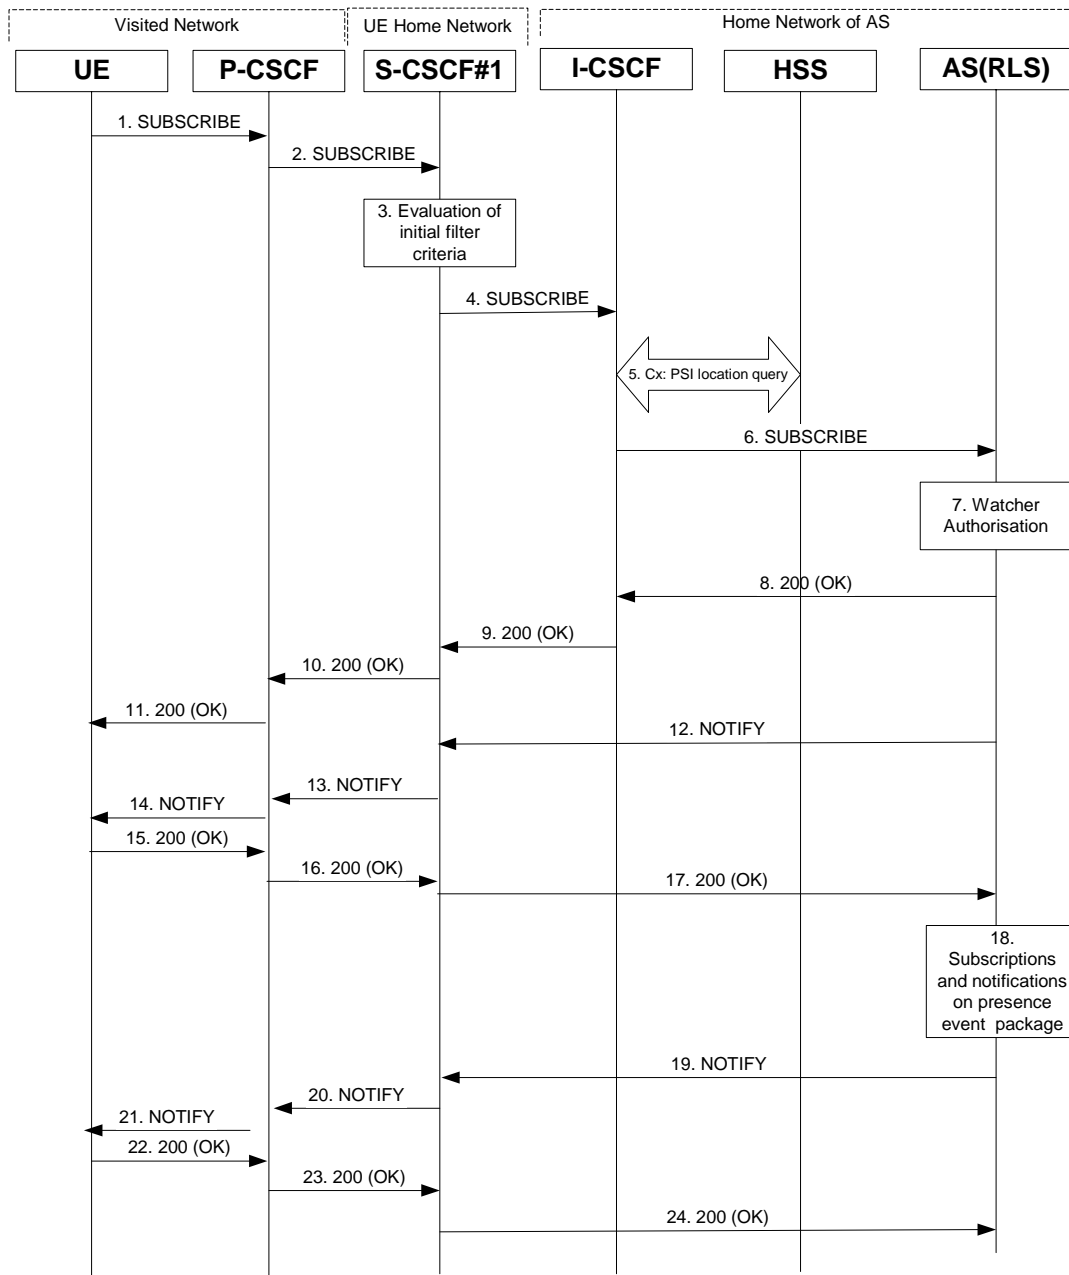 Visited Network
UE Home Network
Home Network of AS
UE
P-CSCF
S-CSCF#1
I-CSCF
HSS
AS(RLS)
1. SUBSCRIBE
2. SUBSCRIBE
3. Evaluation of
initial filter
criteria
4. SUBSCRIBE
5. Cx: PSI location query
6. SUBSCRIBE
7. Watcher
Authorisation
8. 200 (OK)
9. 200 (OK)
10. 200 (OK)
11. 200 (OK)
12. NOTIFY
13. NOTIFY
14. NOTIFY
15. 200 (OK)
16. 200 (OK)
17. 200 (OK)
18.
Subscriptions
and notifications
on presence
event package
19. NOTIFY
20. NOTIFY
21. NOTIFY
22. 200 (OK)
23. 200 (OK)
24. 200 (OK)